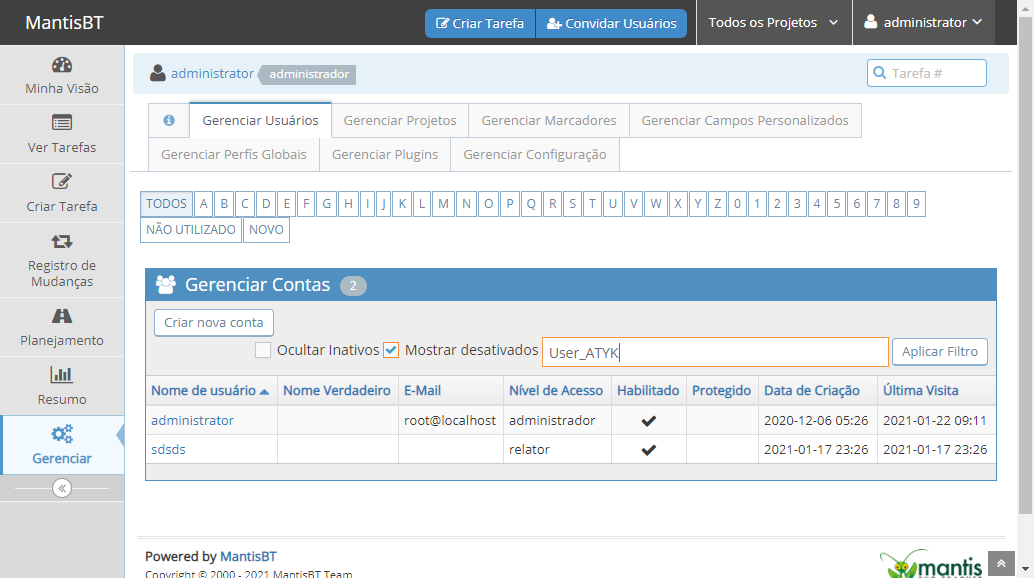 MantisBT
Criar Tarefa
Convidar Usuários
Todos os Projetos
administrator
Minha Visão
Ver Tarefas
Criar Tarefa
Registro de
Mudanças
Planejamento
Resumo
Gerenciar
administrator administrador
Tarefa #
Gerenciar Usuários Gerenciar Projetos Gerenciar Marcadores Gerenciar Campos Personalizados
Gerenciar Perfís Globais Gerenciar Plugins Gerenciar Configuração
TODOS A B C D E F G H I J K L M N O P Q R S T U V W X Y Z 0 1 2 3 4 5 6 7 8 9
NÃO UTILIZADO NOVO
Gerenciar Contas 2
Criar nova conta
Ocultar Inativos Mostrar desativados User_ATYK Aplicar Filtro
Nome de usuário Nome Verdadeiro E-Mail Nível de Acesso Habilitado Protegido Data de Criação Última Visita
administrator root@localhost administrador 2020-12-06 05:26 2021-01-22 09:11
sdsds relator 2021-01-17 23:26 2021-01-17 23:26
Powered by MantisBT
Copyright © 2000 - 2021 MantisBT Team
mantis